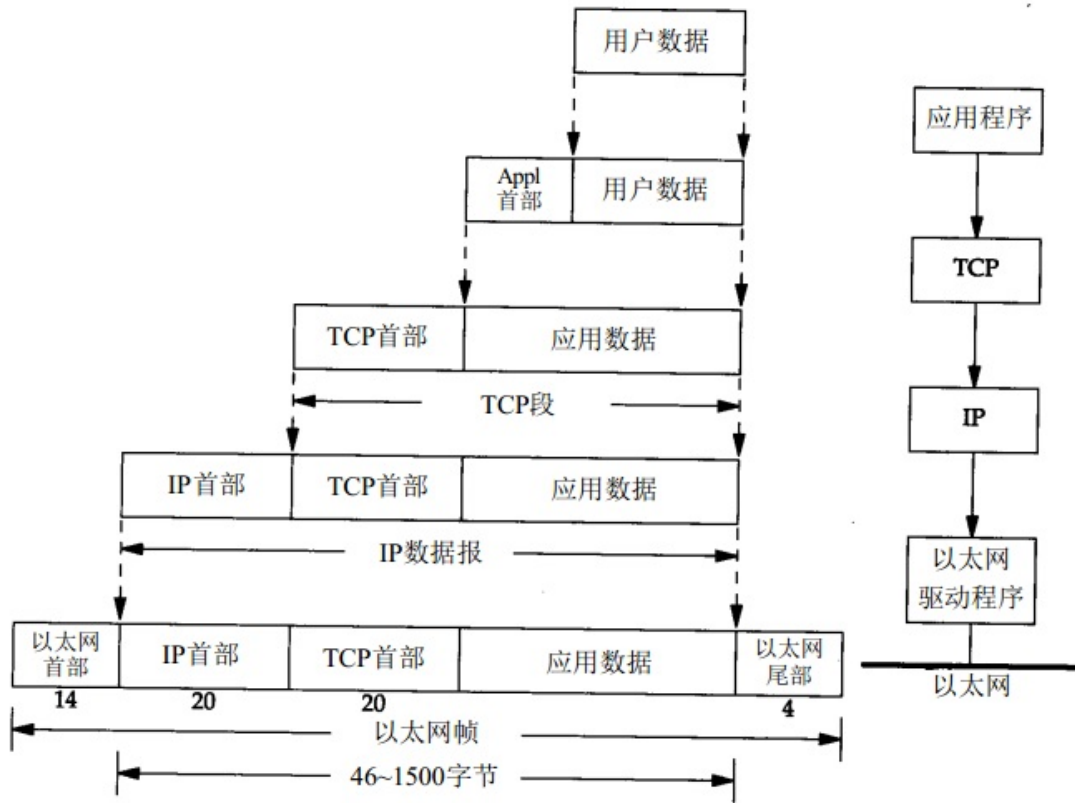 用户数据
应用程序
Appl
首部
用户数据
TCP
TCP首部
应用数据
TCP段
IP
IP首部
TCP首部
应用数据
IP数据报
以太网
驱动程序
以太网
首部
IP首部
TCP首部
应用数据
以太网
尾部
以太网
14
20
20
4
以太网帧
46~1500字节